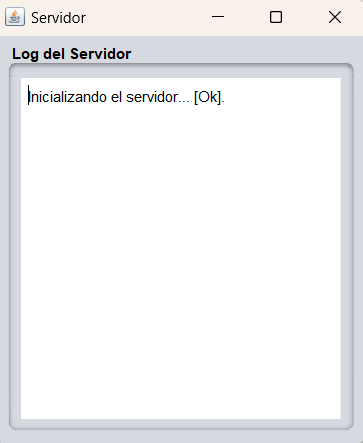 Servidor
Log del Servidor
Inicializando el servidor... [Ok].